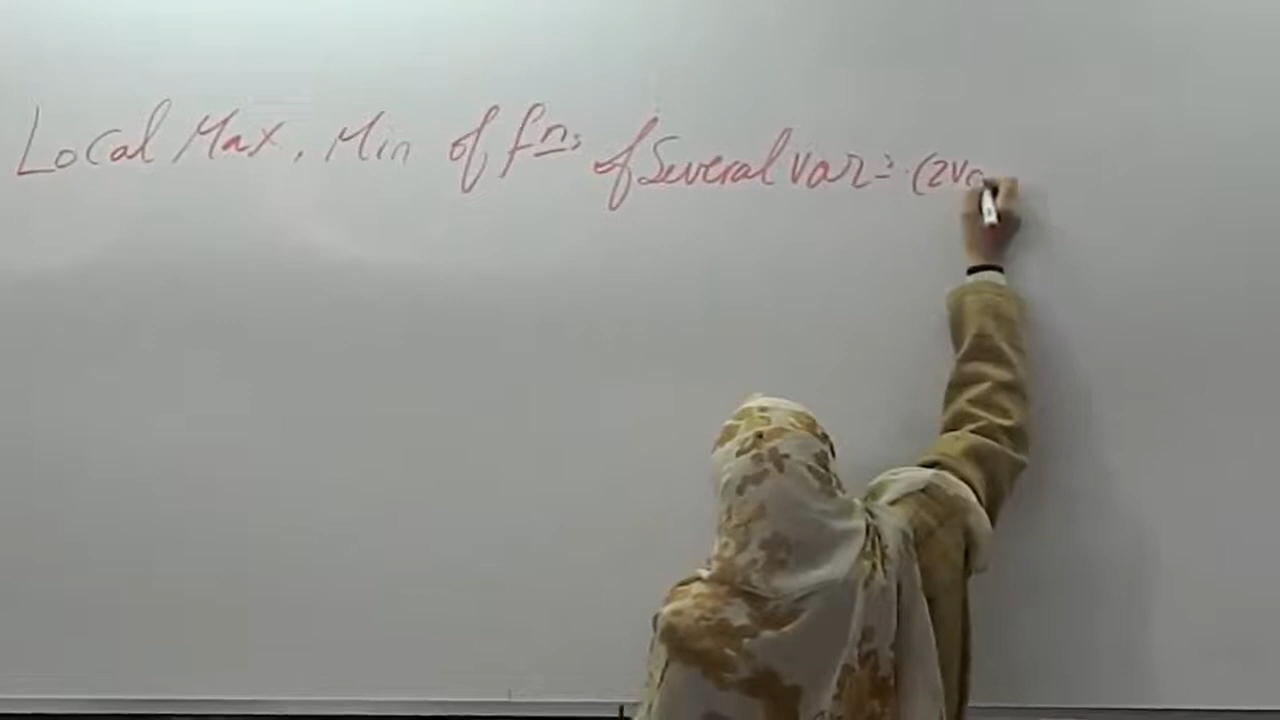 Local Max, Min of fn; of Several var: (2va